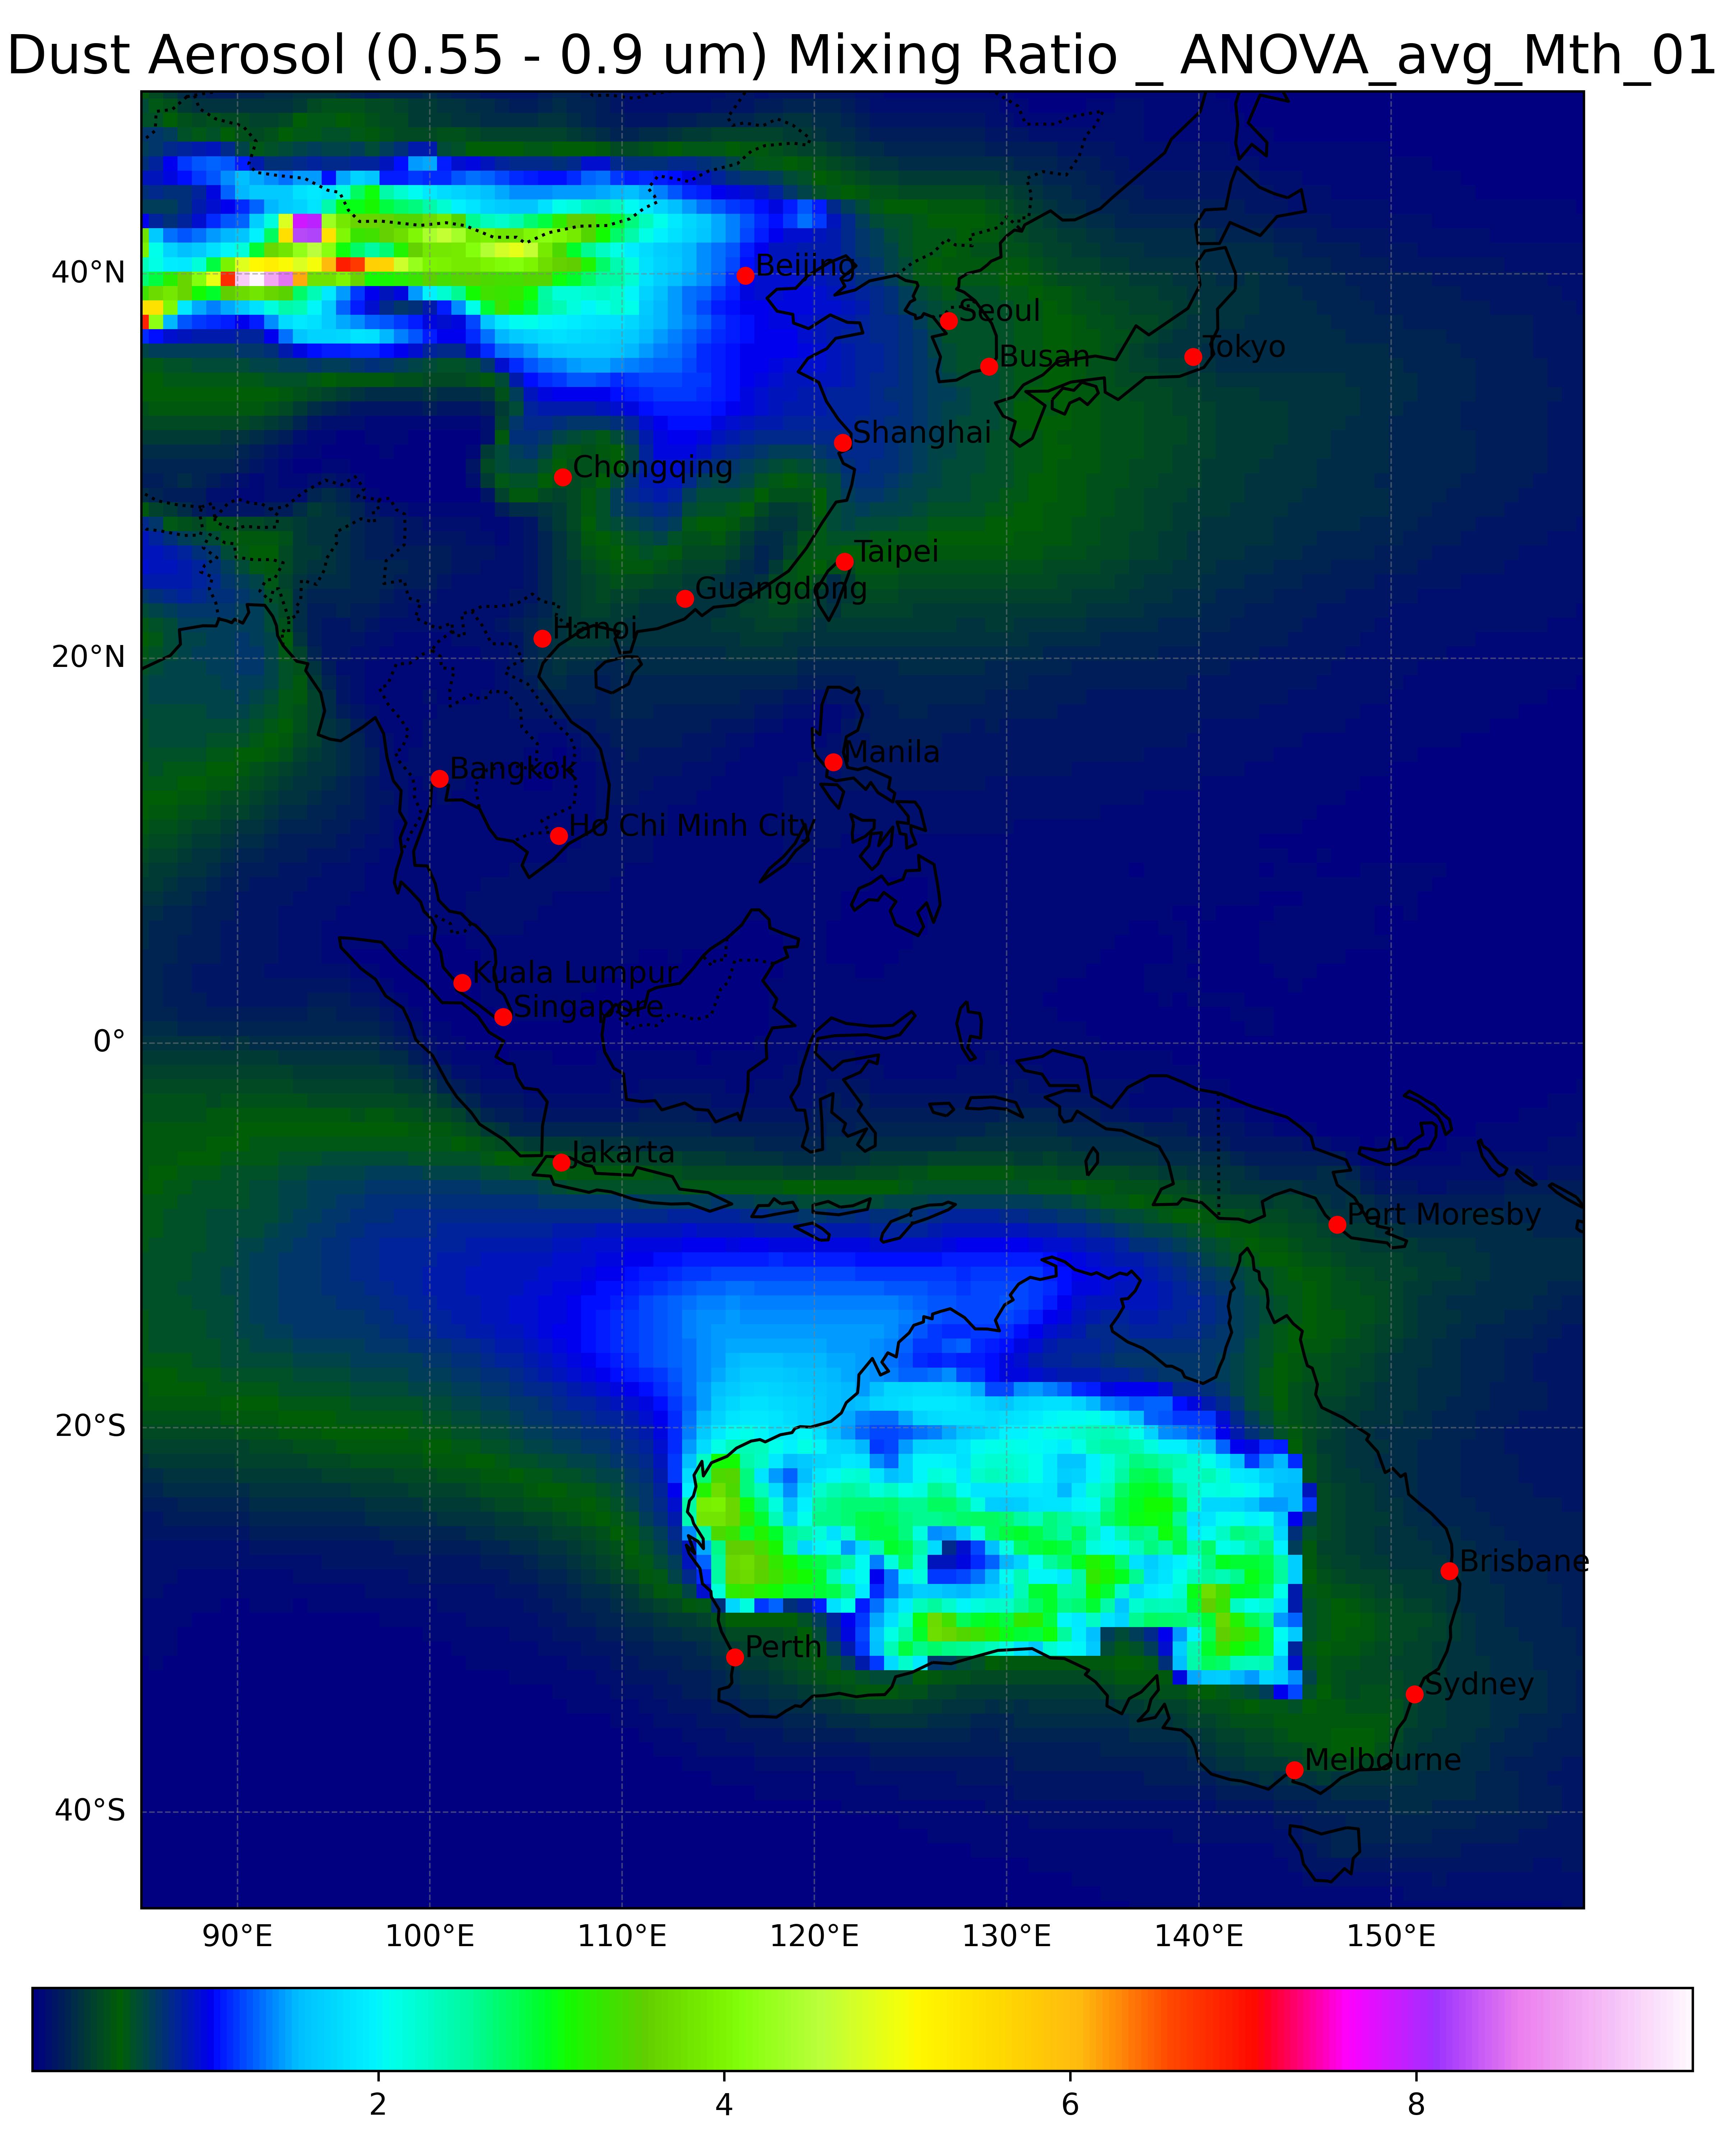 Dust Aerosol (0.55 - 0.9 um) Mixing Ratio _ ANOVA_avg_Mth_01
40°N
Beijing
Seoul
Busan
Tokyo
Shanghai
Chongqing
Taipei
Guangdong
Hanoi
20°N
Manila
Bangkok
Ho Chi Minh City
Kuala Lumpur
Singapore
0°
Jakarta
Port Moresby
20°S
Brisbane
Perth
Sydney
Melbourne
40°S
90°E 100°E 110°E 120°E 130°E 140°E 150°E
2 4 6 8